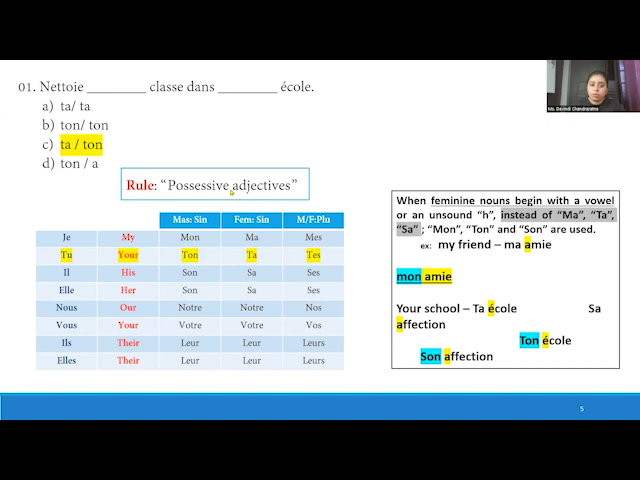 01. Nettoie _________ classe dans _________ école.
a) ta/ ta
b) ton/ ton
c) ta / ton
d) ton / a
Rule: “Possessive adjectives”
Mas: Sin Fem: Sin M/F:Plu
Je My Mon Ma Mes
Tu Your Ton Ta Tes
Il His Son Sa Ses
Elle Her Son Sa Ses
Nous Our Notre Notre Nos
Vous Your Votre Votre Vos
Ils Their Leur Leur Leurs
Elles Their Leur Leur Leurs
When feminine nouns begin with a vowel
or an unsound “h”, instead of “Ma”, “Ta”,
“Sa” ; “Mon”, “Ton” and “Son” are used.
ex: my friend – ma amie
mon amie
Your school – Ta école Sa
affection
Ton école
Son affection
Ms. Devindi Chandraratne
5